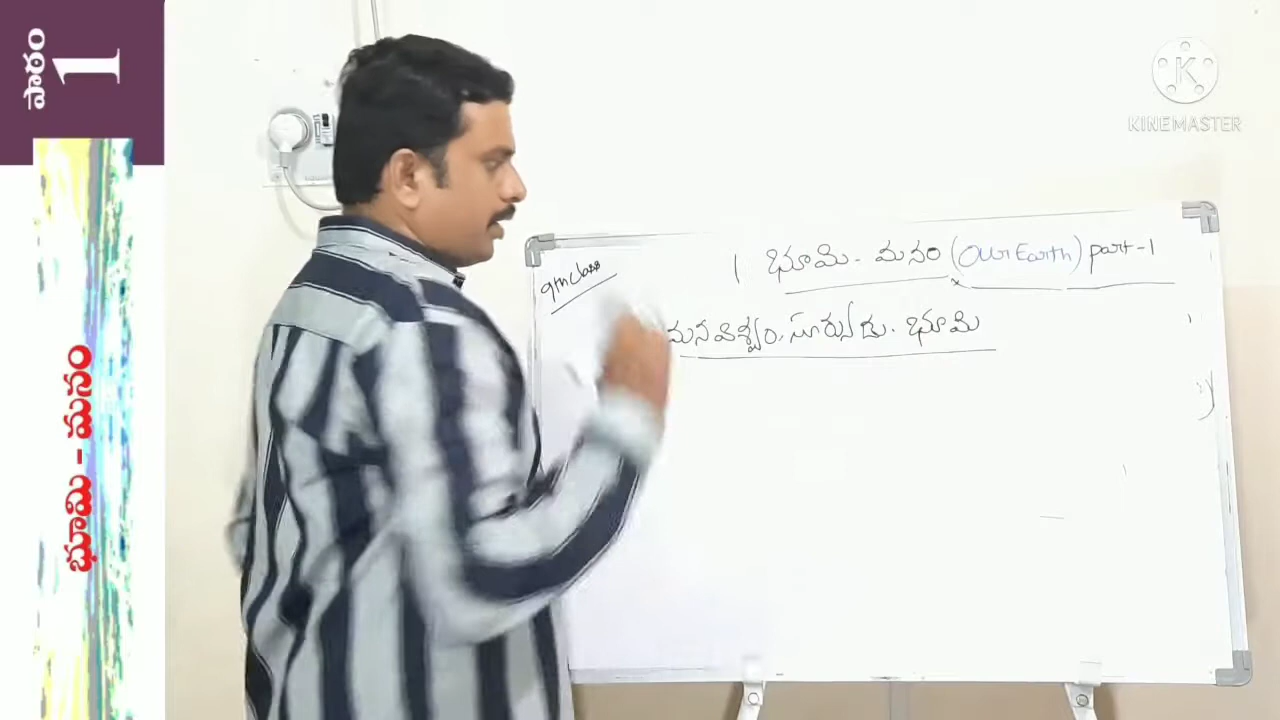 పాఠం
1
భూమి – మనం
KINEMASTER
9th class
1 భూమి - మనం (Our Earth) part-1
మన విశ్వం, సూర్యుడు - భూమి